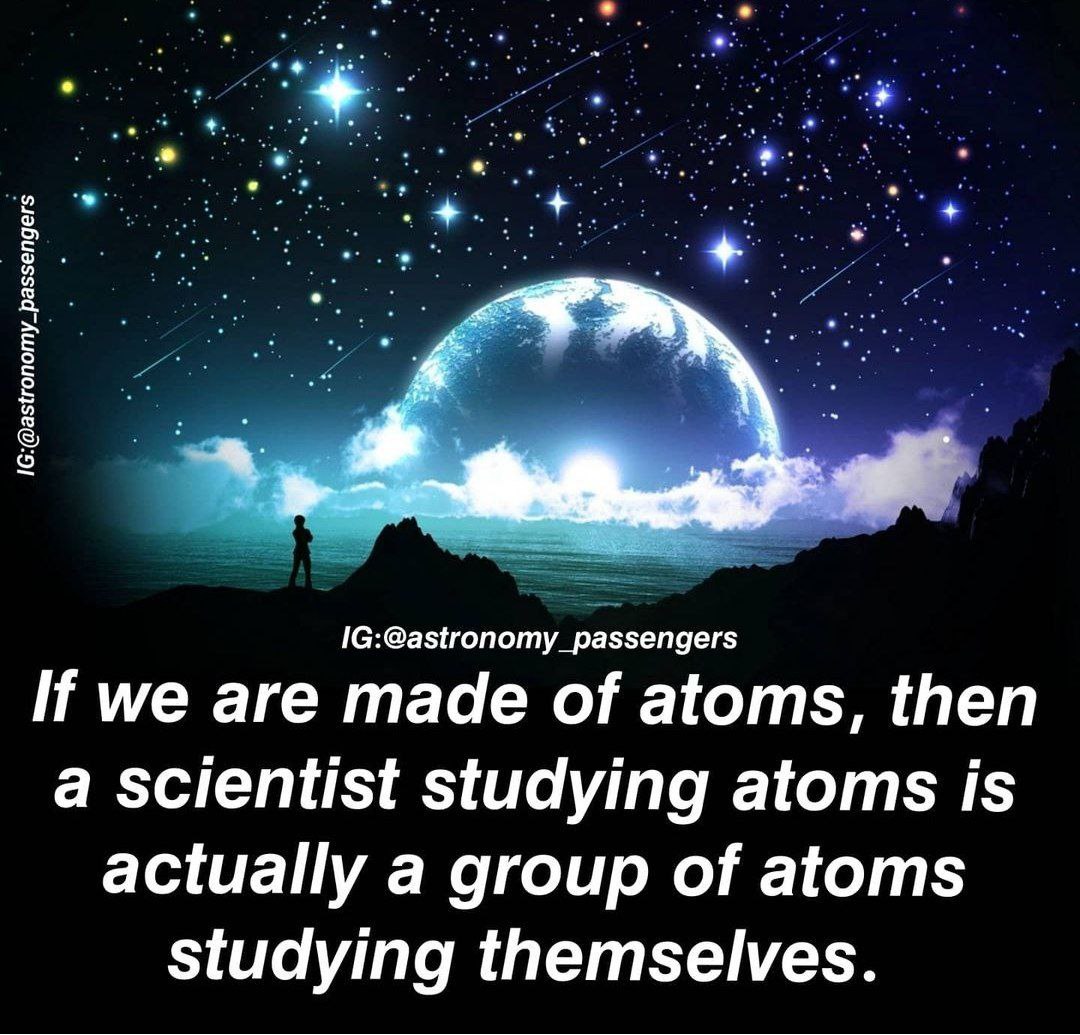 IG:@astronomy_passengers
IG:@astronomy_passengers
If we are made of atoms, then
a scientist studying atoms is
actually a group of atoms
studying themselves.